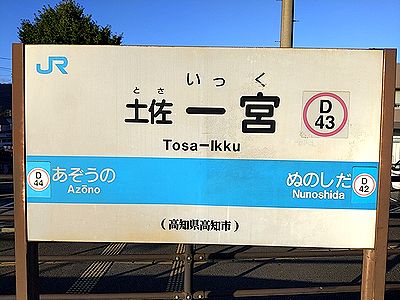 JR
いっく
とさ
土佐一宮
D
43
Tosa-Ikku
D
44
あぞうの
Azōno
ぬのしだ
Nunoshida
D
42
(高知県高知市)